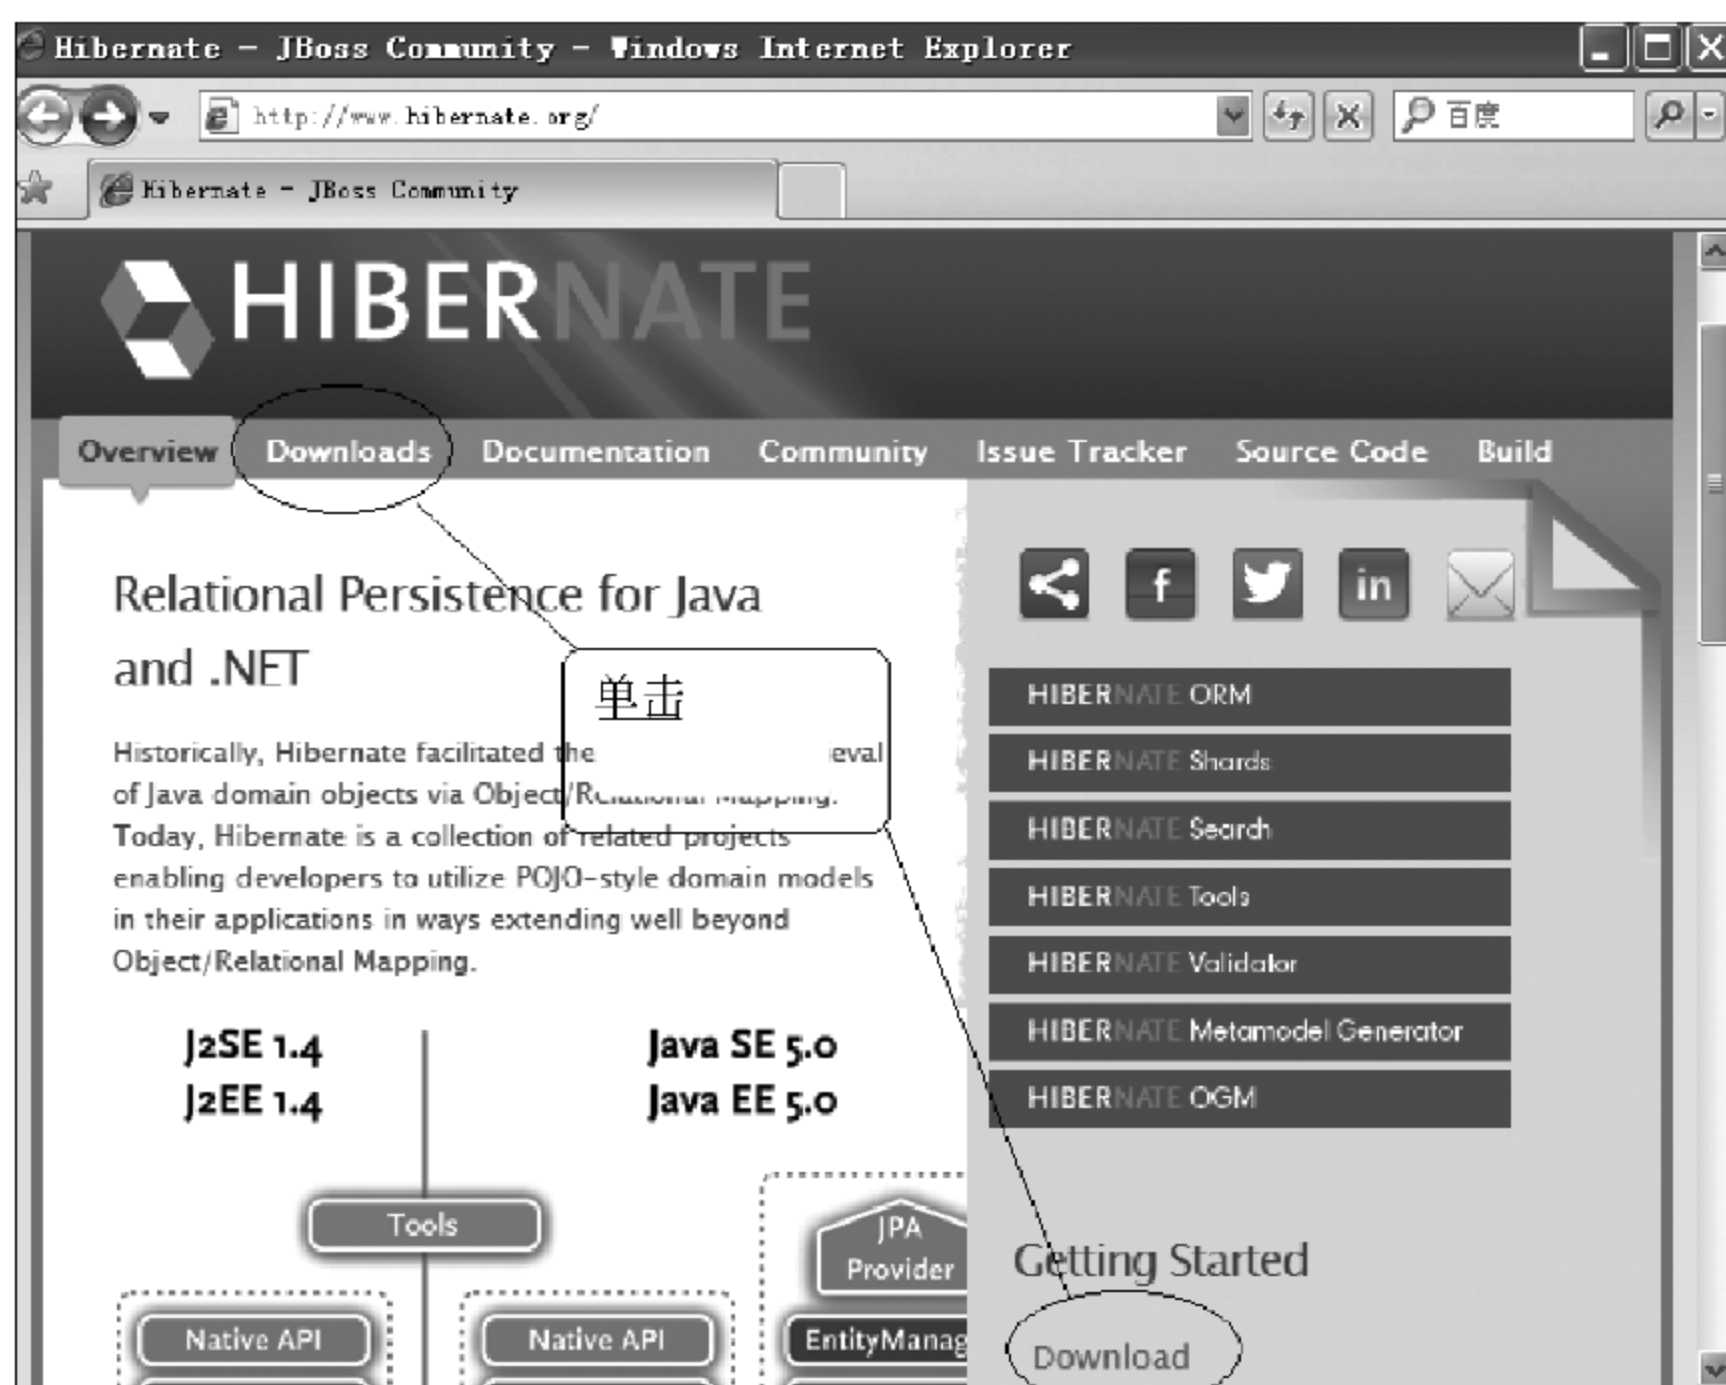 Hibernate - JBoss Community - Windows Internet Explorer
http://www.hibernate.org/
百度
Hibernate - JBoss Community
HIBERNATE
Overview Downloads Documentation Community Issue Tracker Source Code Build
Relational Persistence for Java
and .NET
单击
Historically, Hibernate facilitated the
of Java domain objects via Object/Relational Mapping.
Today, Hibernate is a collection of related projects
enabling developers to utilize POJO-style domain models
in their applications in ways extending well beyond
Object/Relational Mapping.
J2SE 1.4
J2EE 1.4
Java SE 5.0
Java EE 5.0
Tools
JPA
Provider
Native API
Native API
EntityManag
f
in
HIBERNATE ORM
HIBERNATE Shards
HIBERNATE Search
HIBERNATE Tools
HIBERNATE Validator
HIBERNATE Metamodel Generator
HIBERNATE OGM
Getting Started
Download